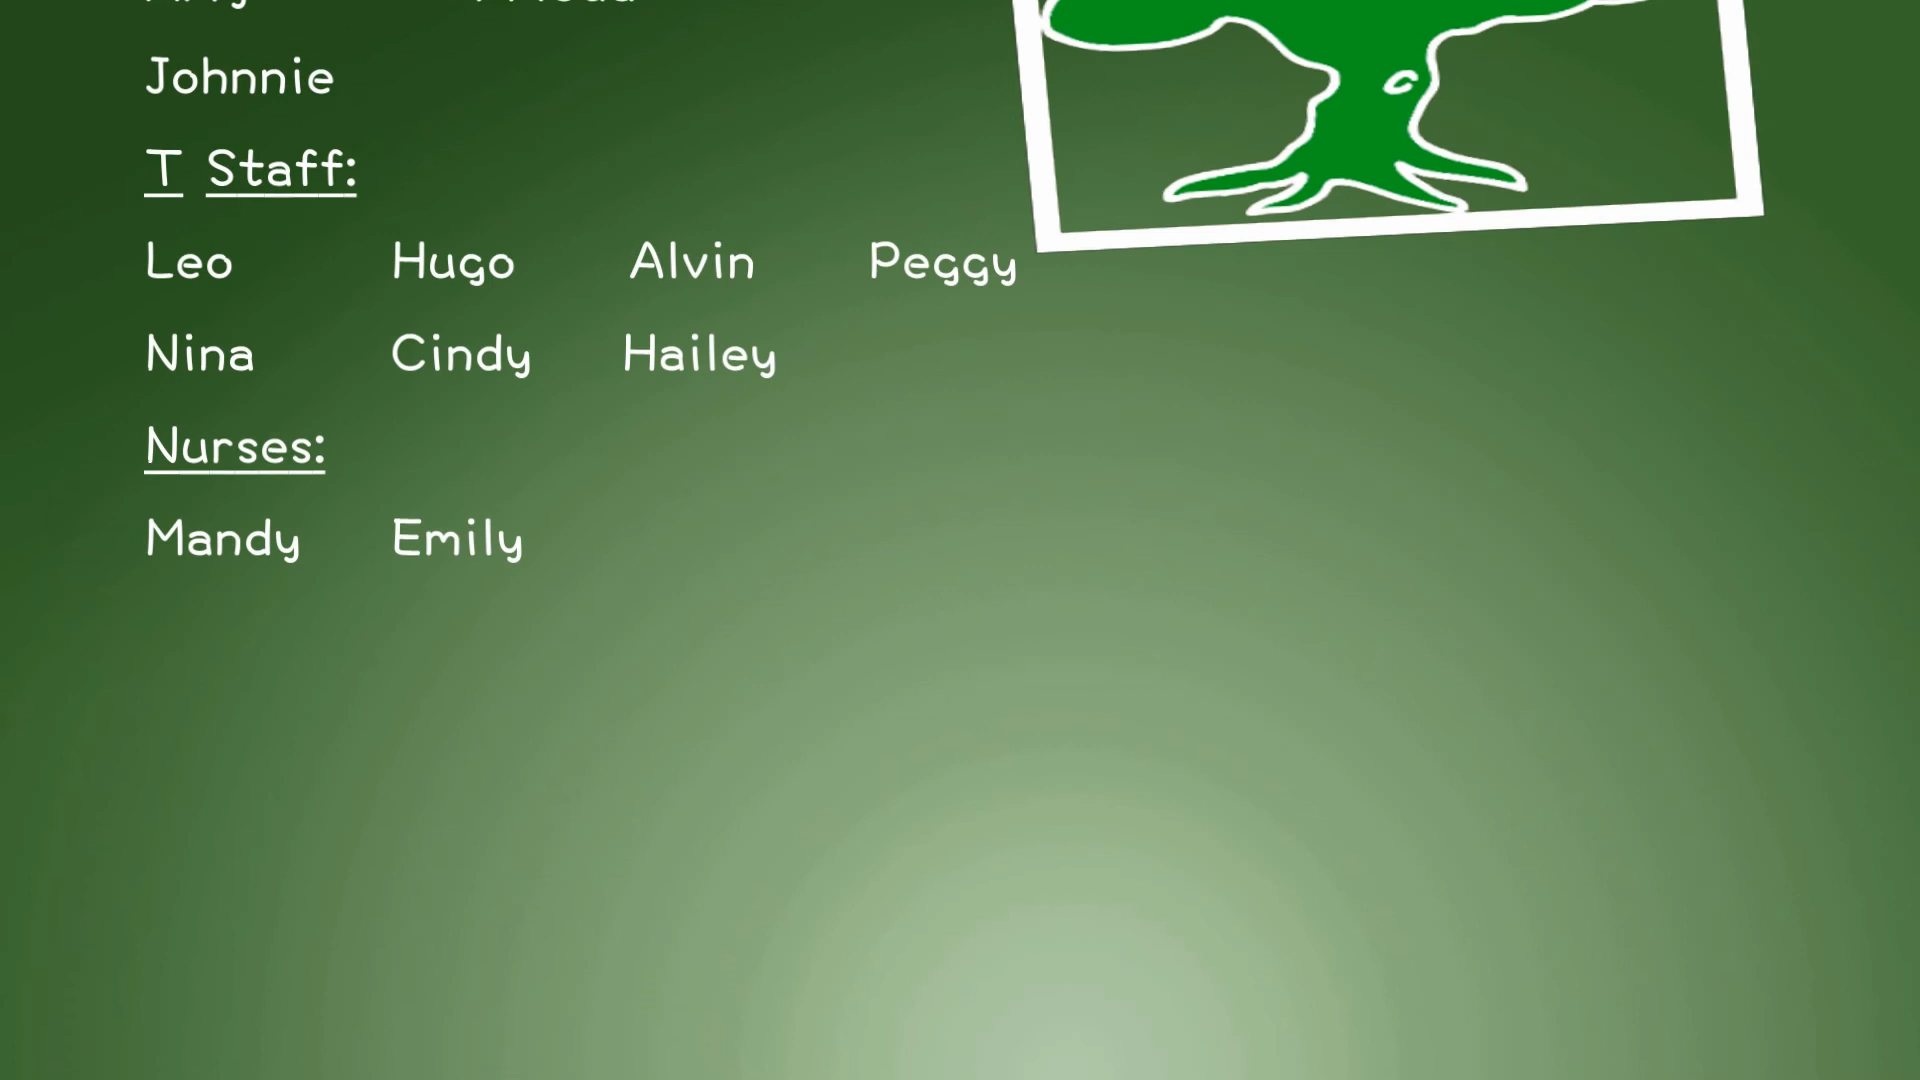 Johnnie
T Staff:
Leo Hugo Alvin Peggy
Nina Cindy Hailey
Nurses:
Mandy Emily